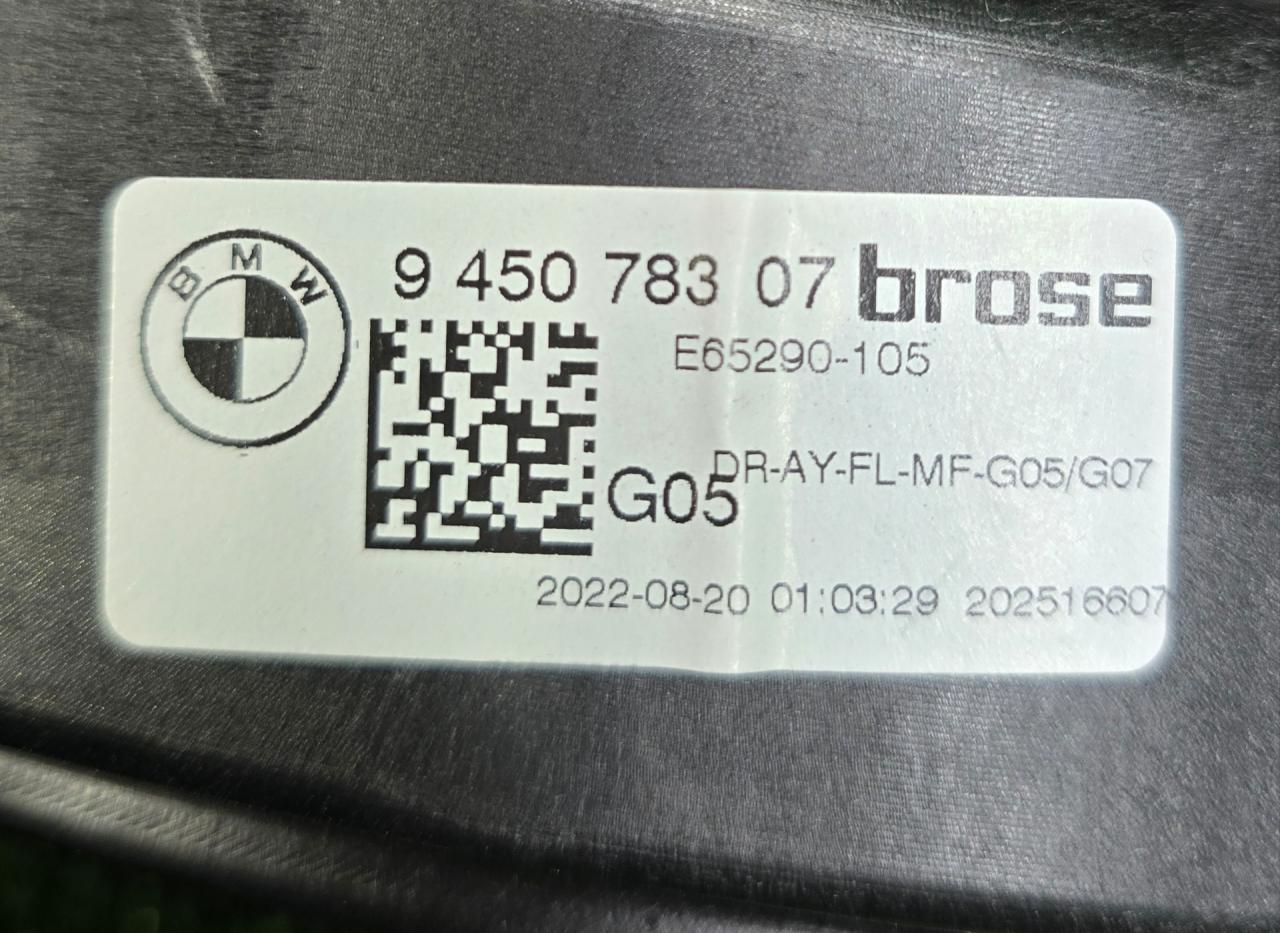 BMW
9 450 783 07 brose
E65290-105
DR-AY-FL-MF-G05/G07
G05
2022-08-20 01:03:29 202516607